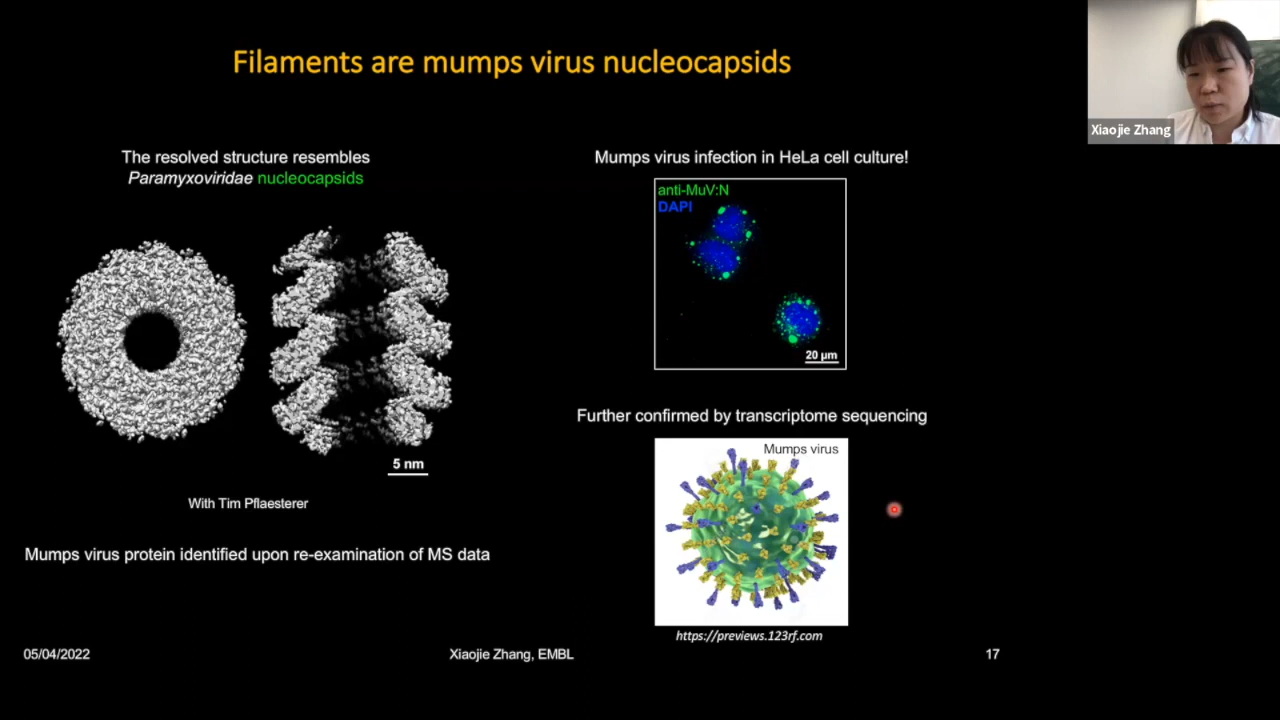 Filaments are mumps virus nucleocapsids
Xiaojie Zhang
The resolved structure resembles
Paramyxoviridae nucleocapsids
5 nm
With Tim Pflaesterer
Mumps virus protein identified upon re-examination of MS data
Mumps virus infection in HeLa cell culture!
anti-MuV:N
DAPI
20 µm
Further confirmed by transcriptome sequencing
Mumps virus
https://previews.123rf.com
05/04/2022
Xiaojie Zhang, EMBL
17